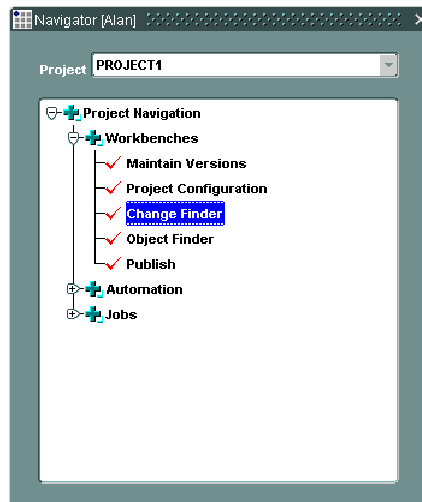 Navigator [Alan]
Project PROJECT1
Project Navigation
Workbenches
Maintain Versions
Project Configuration
Change Finder
Object Finder
Publish
Automation
Jobs